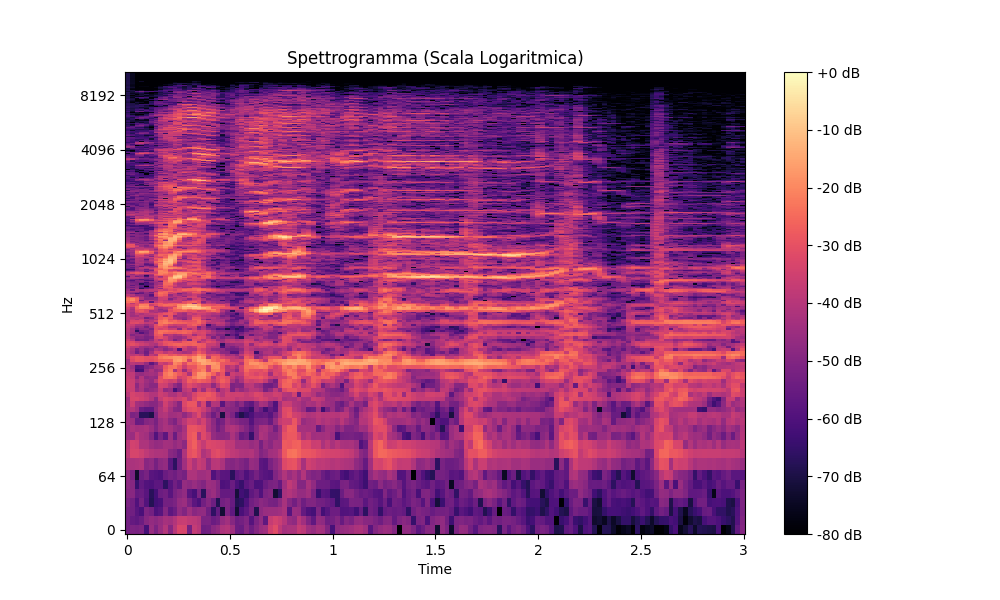 Spettrogramma (Scala Logaritmica)
Hz
8192
4096
2048
1024
512
256
128
64
0
0 0.5 1 1.5 2 2.5 3
Time
+0 dB
-10 dB
-20 dB
-30 dB
-40 dB
-50 dB
-60 dB
-70 dB
-80 dB